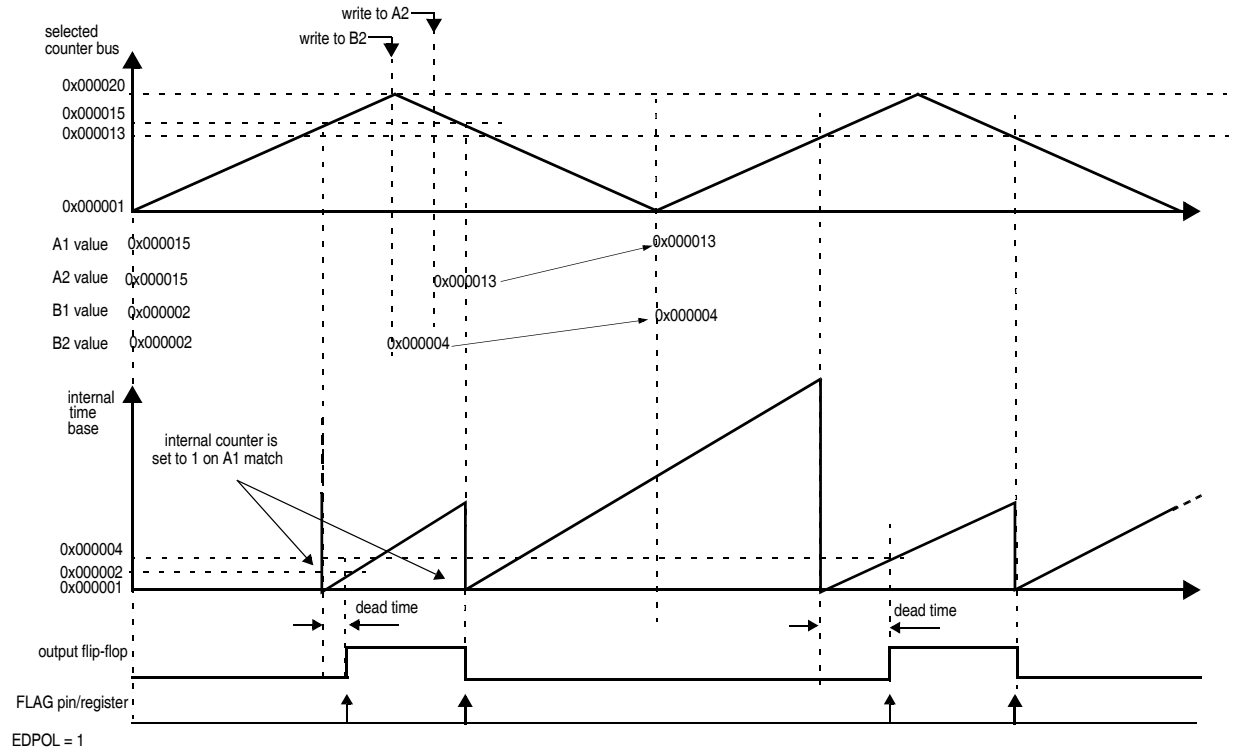 write to A2
write to B2
selected
counter bus
0x000020
0x000015
0x000013
0x000001
A1 value 0x000015 0x000013
A2 value 0x000015 0x000013
B1 value 0x000002 0x000004
B2 value 0x000002 0x000004
internal
time
base
internal counter is
set to 1 on A1 match
0x000004
0x000002
0x000001
dead time dead time
output flip-flop
FLAG pin/register
EDPOL = 1